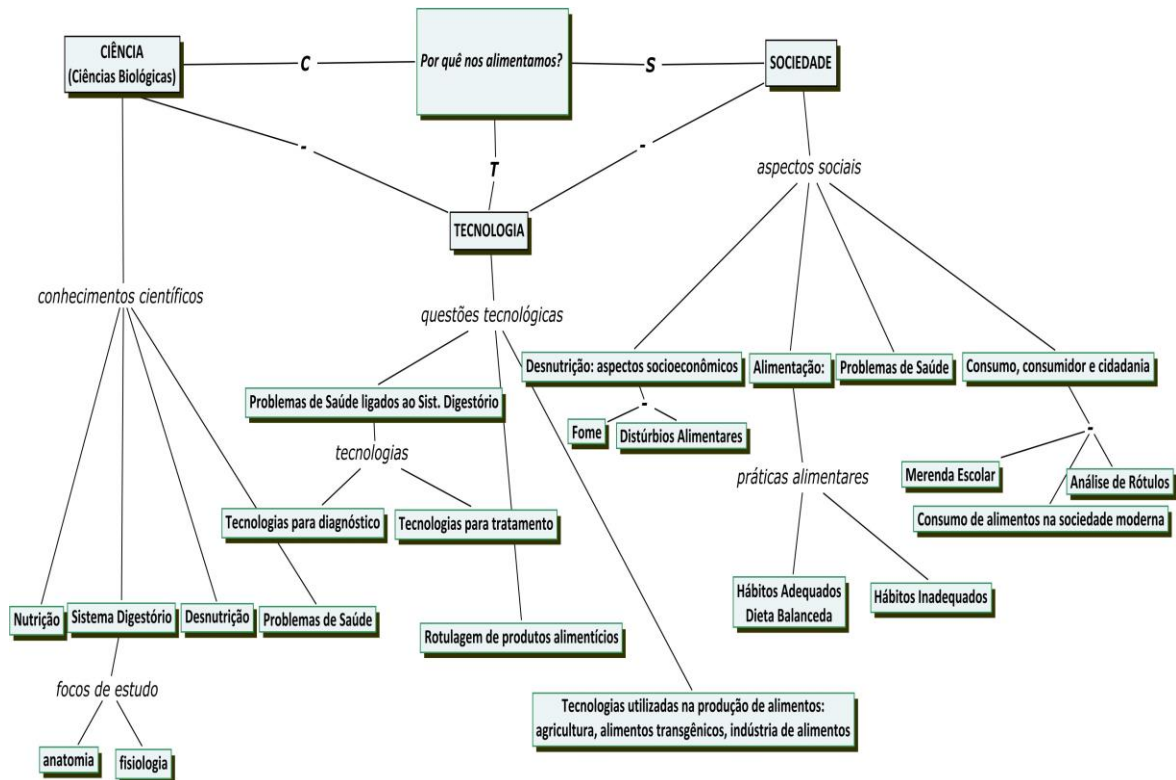 CIÊNCIA
(Ciências Biológicas)
C
Por quê nos alimentamos?
S
SOCIEDADE
-
T
-
TECNOLOGIA
aspectos sociais
conhecimentos científicos
questões tecnológicas
Desnutrição: aspectos socioeconômicos
Alimentação:
Problemas de Saúde
Consumo, consumidor e cidadania
Problemas de Saúde ligados ao Sist. Digestório
-
Fome
Distúrbios Alimentares
-
tecnologias
práticas alimentares
Merenda Escolar
Análise de Rótulos
Consumo de alimentos na sociedade moderna
Tecnologias para diagnóstico
Tecnologias para tratamento
Nutrição
Sistema Digestório
Desnutrição
Problemas de Saúde
Hábitos Adequados
Dieta Balanceda
Hábitos Inadequados
Rotulagem de produtos alimentícios
focos de estudo
Tecnologias utilizadas na produção de alimentos:
agricultura, alimentos transgênicos, indústria de alimentos
anatomia
fisiologia